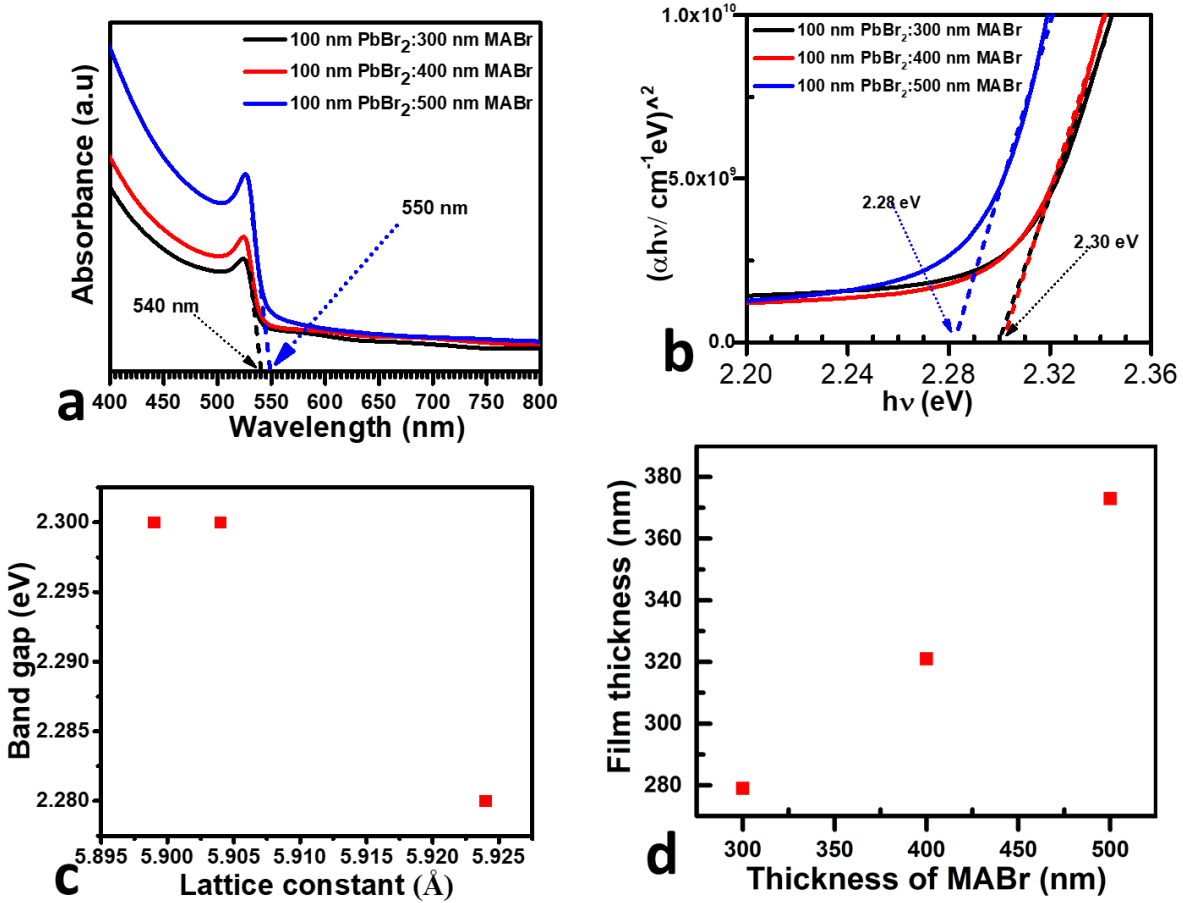 100 nm PbBr2:300 nm MABr
100 nm PbBr2:400 nm MABr
100 nm PbBr2:500 nm MABr
550 nm
540 nm
Absorbance (a.u)
400 450 500 550 600 650 700 750 800
Wavelength (nm)
a
1.0x10^10
5.0x10^9
0.0
100 nm PbBr2:300 nm MABr
100 nm PbBr2:400 nm MABr
100 nm PbBr2:500 nm MABr
2.28 eV
2.30 eV
(αhν/ cm^-1eV)^2
2.20 2.24 2.28 2.32 2.36
hν (eV)
b
2.300
2.295
2.290
2.285
2.280
Band gap (eV)
5.895 5.900 5.905 5.910 5.915 5.920 5.925
Lattice constant (Å)
c
380
360
340
320
300
280
Film thickness (nm)
300 350 400 450 500
Thickness of MABr (nm)
d